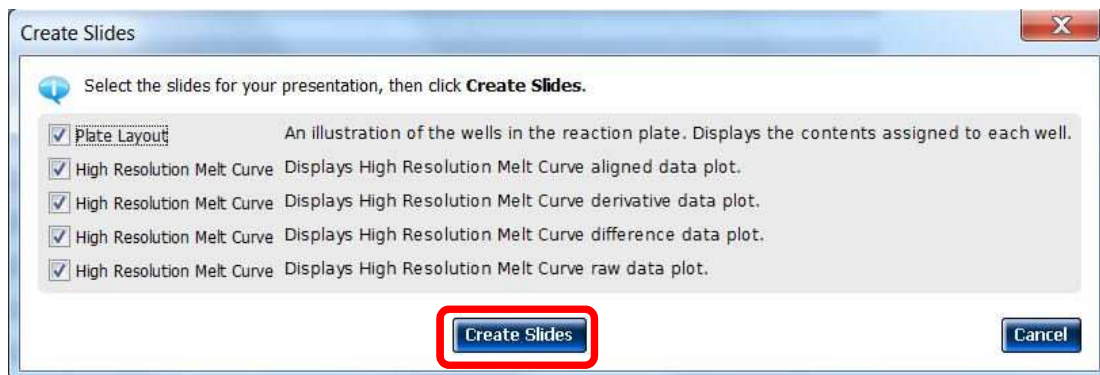 Create Slides
Select the slides for your presentation, then click Create Slides.
Plate Layout An illustration of the wells in the reaction plate. Displays the contents assigned to each well.
High Resolution Melt Curve Displays High Resolution Melt Curve aligned data plot.
High Resolution Melt Curve Displays High Resolution Melt Curve derivative data plot.
High Resolution Melt Curve Displays High Resolution Melt Curve difference data plot.
High Resolution Melt Curve Displays High Resolution Melt Curve raw data plot.
Create Slides Cancel